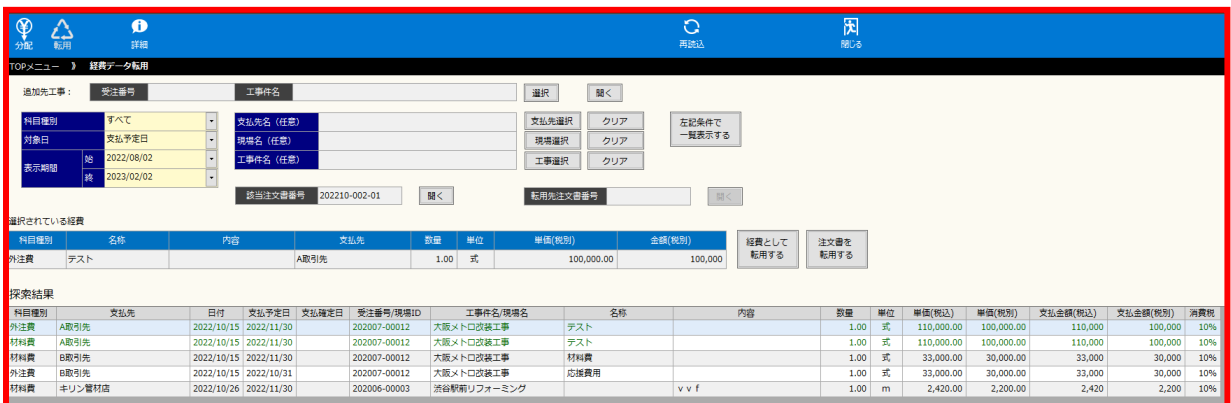 分配 転用 詳細 再読込 閉じる
TOPメニュー 》 経費データ転用
追加先工事: 受注番号 工事件名 選択 開く
科目種別 すべて 支払先名（任意） 支払先選択 クリア 左記条件で
一覧表示する
対象日 支払予定日 現場名（任意） 現場選択 クリア
表示期間 始 2022/08/02 工事件名（任意） 工事選択 クリア
終 2023/02/02
該当注文書番号 202210-002-01 開く 転用先注文書番号 開く
選択されている経費
科目種別 名称 内容 支払先 数量 単位 単価(税別) 金額(税別) 経費として
転用する 注文書を
転用する
外注費 テスト A取引先 1.00 式 100,000.00 100,000
探索結果
科目種別 支払先 日付 支払予定日 支払確定日 受注番号/現場ID 工事件名/現場名 名称 内容 数量 単位 単価(税込) 単価(税別) 支払金額(税込) 支払金額(税別) 消費税
外注費 A取引先 2022/10/15 2022/11/30 202007-00012 大阪メトロ改装工事 テスト 1.00 式 110,000.00 100,000.00 110,000 100,000 10%
材料費 A取引先 2022/10/15 2022/11/30 202007-00012 大阪メトロ改装工事 テスト 1.00 式 110,000.00 100,000.00 110,000 100,000 10%
材料費 B取引先 2022/10/15 2022/11/30 202007-00012 大阪メトロ改装工事 材料費 1.00 式 33,000.00 30,000.00 33,000 30,000 10%
外注費 B取引先 2022/10/15 2022/10/31 202007-00012 大阪メトロ改装工事 応援費用 1.00 式 33,000.00 30,000.00 33,000 30,000 10%
材料費 キリン管材店 2022/10/26 2022/11/30 202006-00003 渋谷駅前リフォーミング ｖｖｆ 1.00 m 2,420.00 2,200.00 2,420 2,200 10%